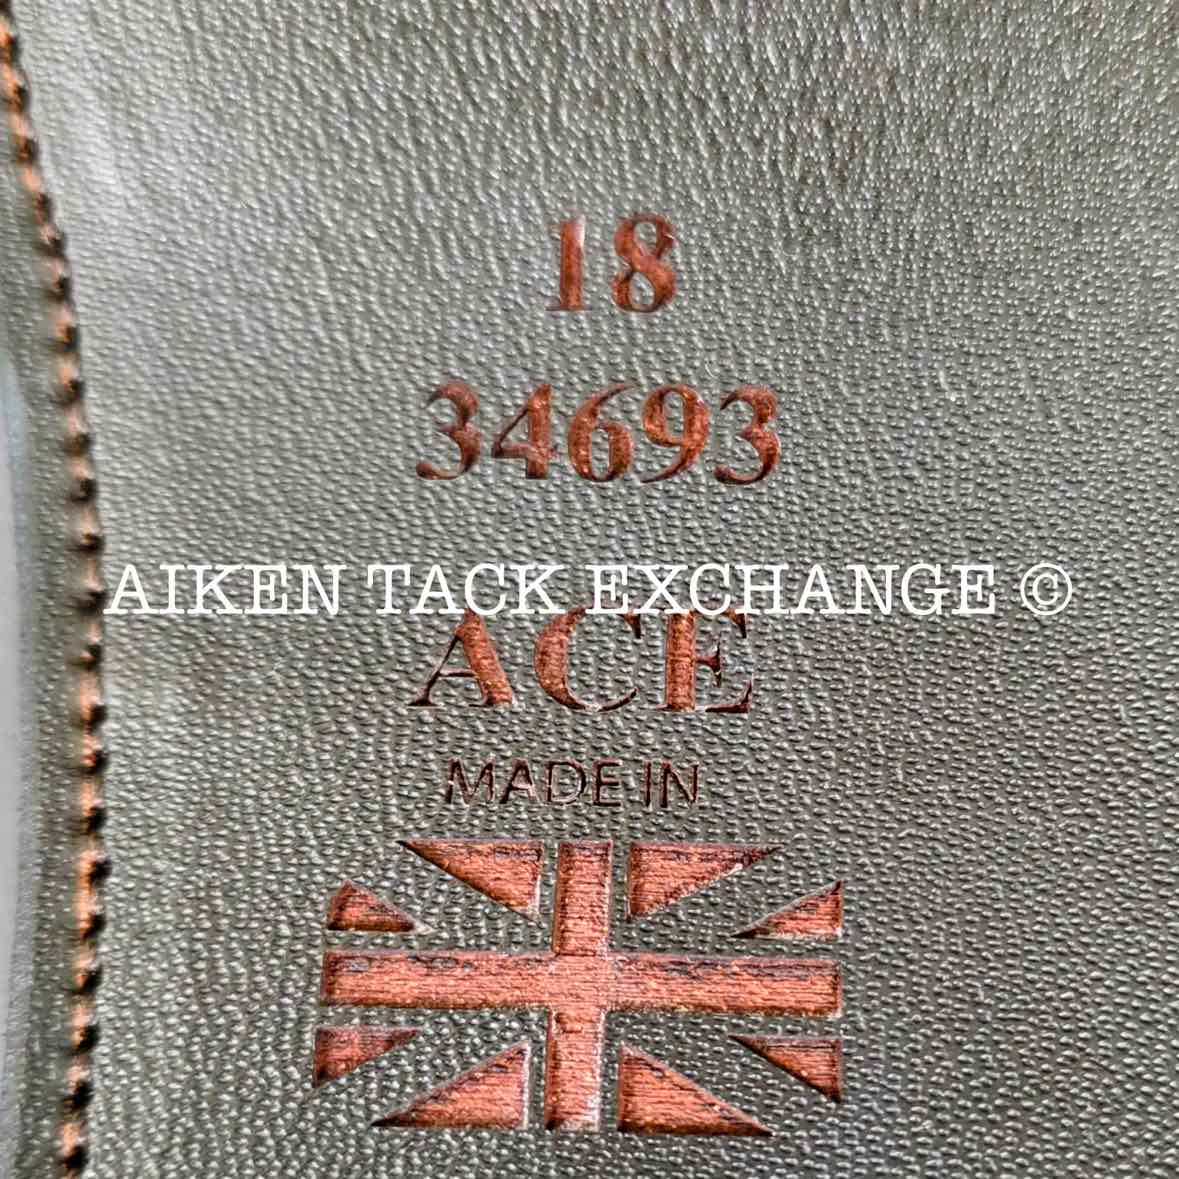 18
34693
AIKEN TACK EXCHANGE ©
ACE
MADE IN